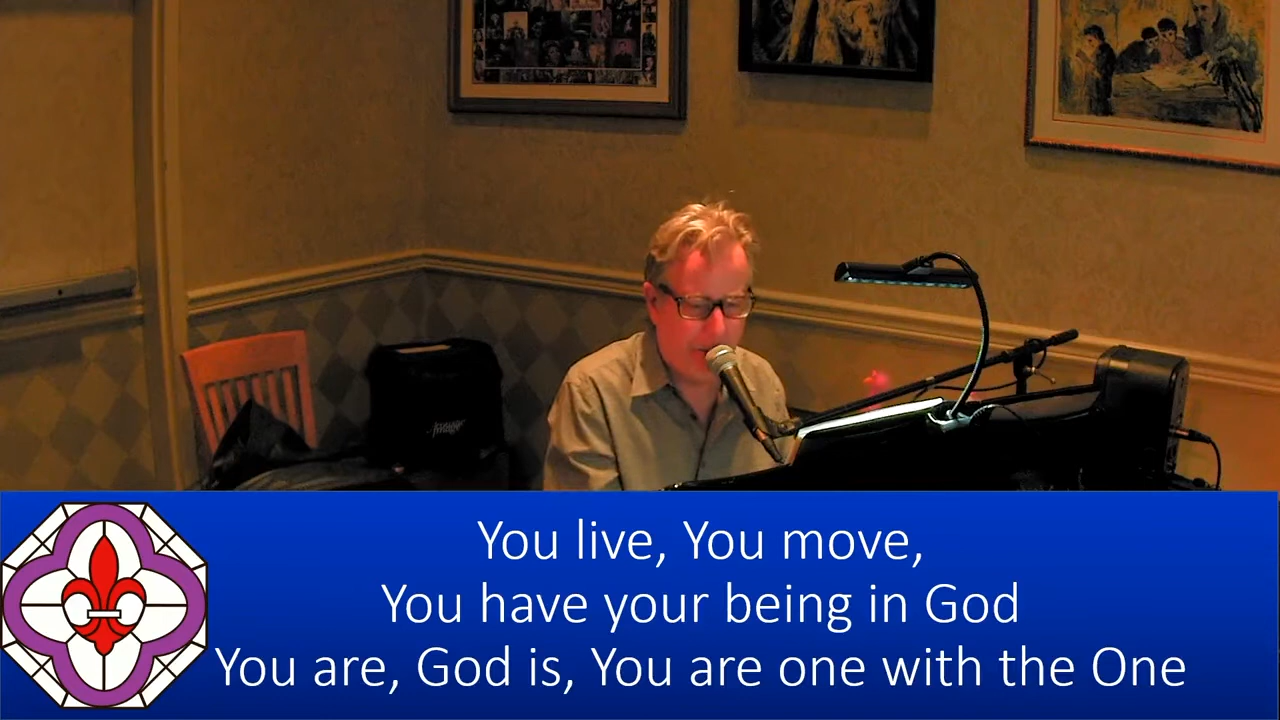 You live, You move,
You have your being in God
You are, God is, You are one with the One